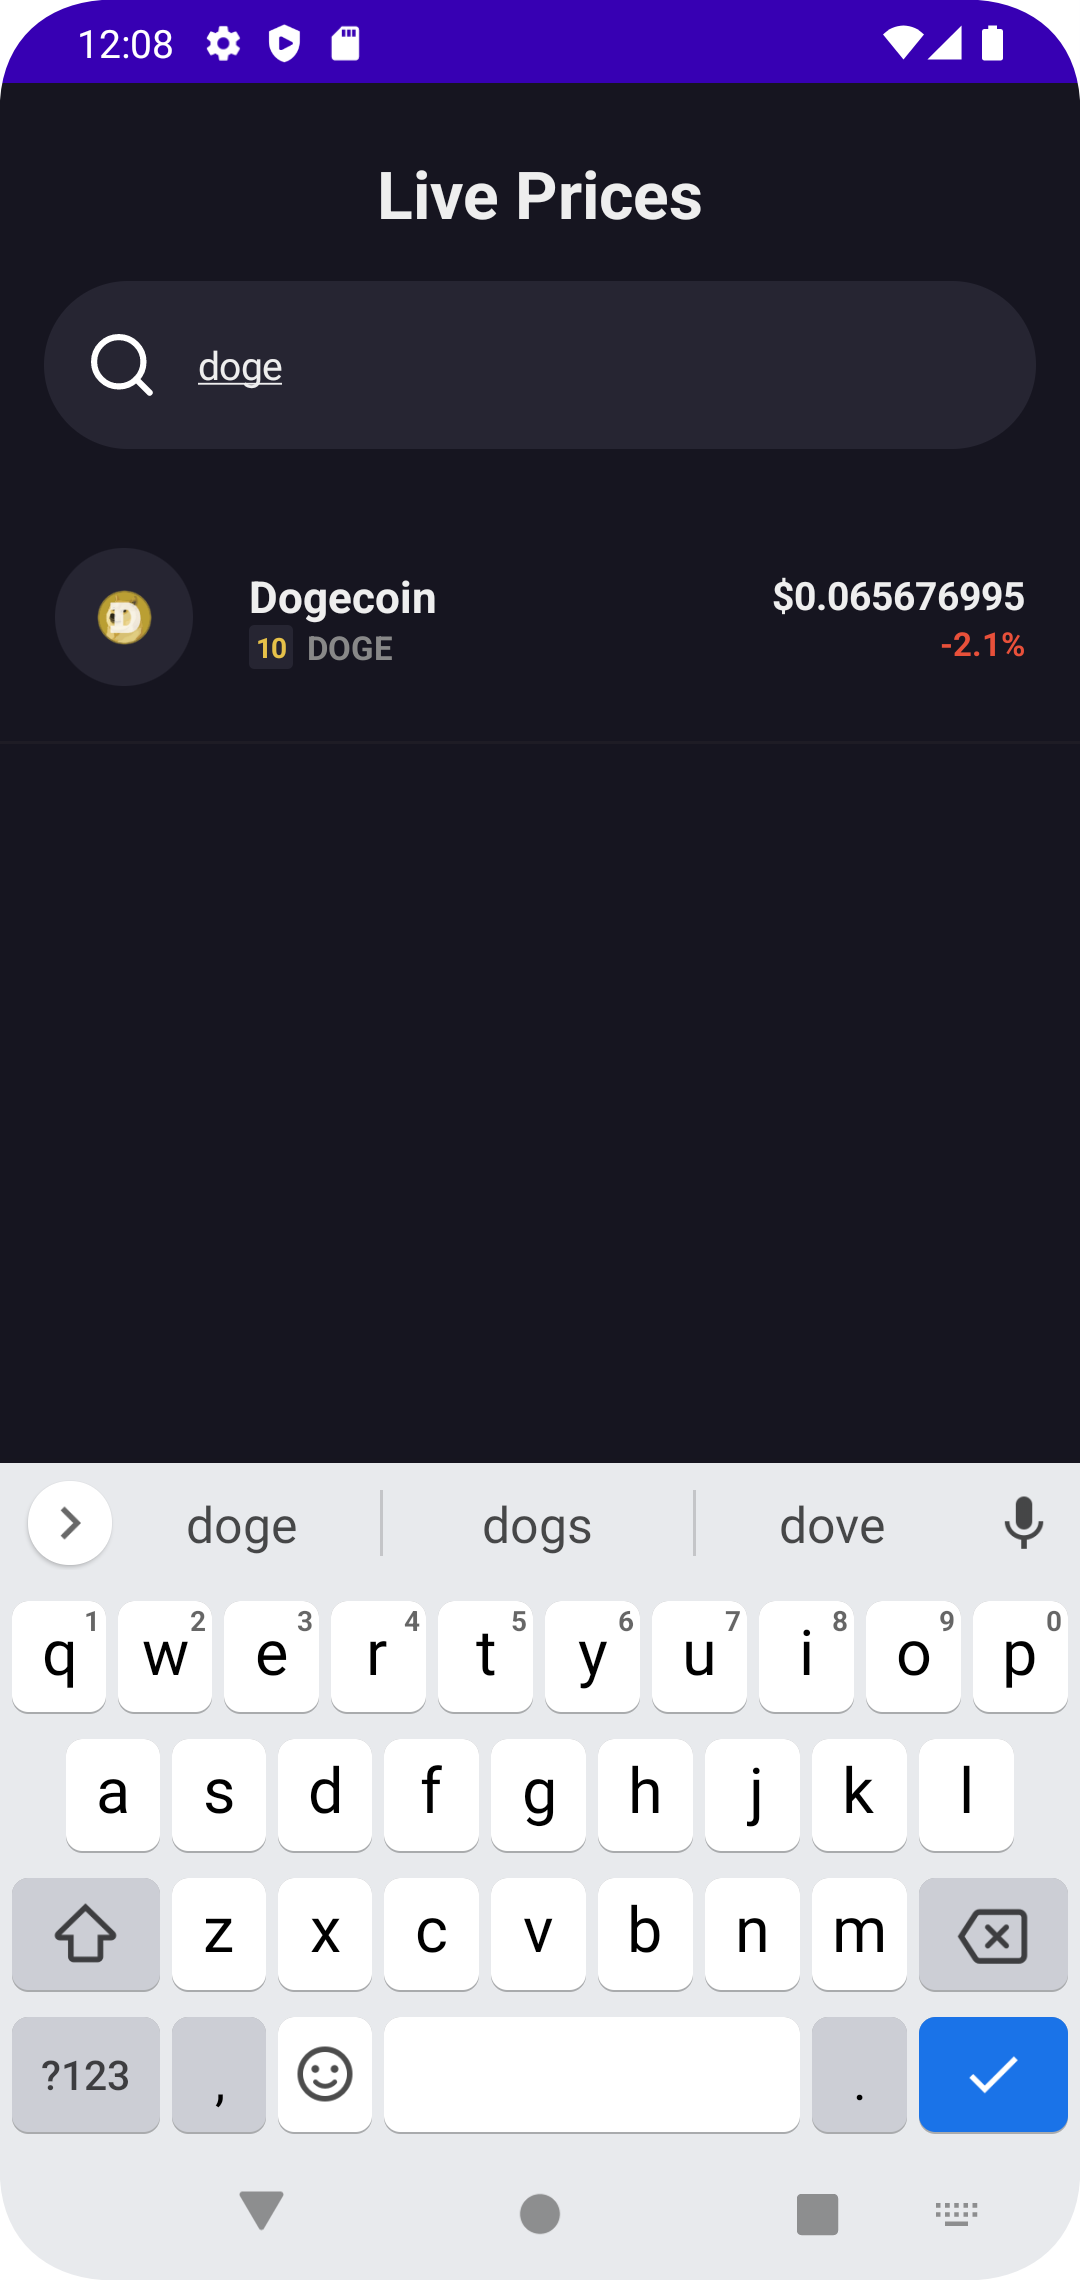 12:08
Live Prices
doge
Dogecoin $0.065676995
10 DOGE -2.1%
doge dogs dove
q1 w2 e3 r4 t5 y6 u7 i8 o9 p0
a s d f g h j k l
z x c v b n m
?123 , .